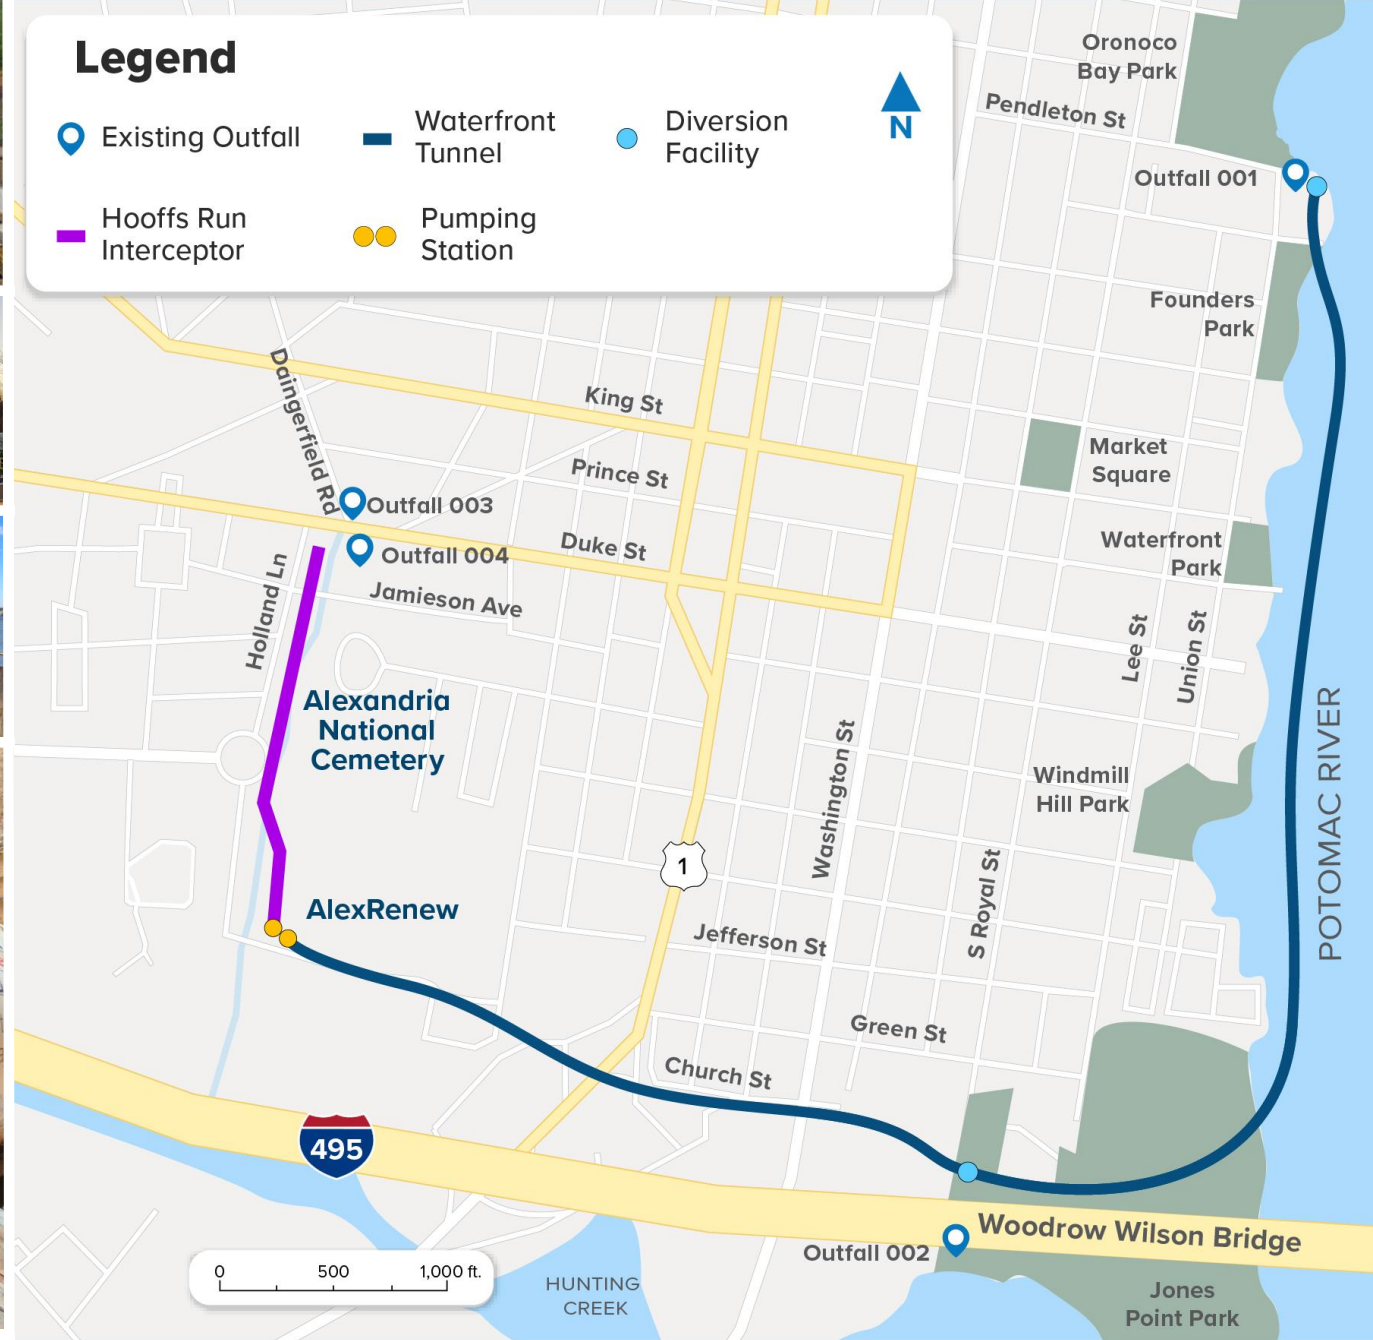 Legend
Existing Outfall
Waterfront
Tunnel
Diversion
Facility
N
Hooffs Run
Interceptor
Pumping
Station
Oronoco
Bay Park
Pendleton St
Outfall 001
Founders
Park
Daingerfield Rd
King St
Prince St
Market
Square
Outfall 003
Duke St
Outfall 004
Waterfront
Park
Holland Ln
Jamieson Ave
Lee St
Union St
Alexandria
National
Cemetery
POTOMAC RIVER
Washington St
Windmill
Hill Park
1
S Royal St
AlexRenew
Jefferson St
Green St
Church St
495
Woodrow Wilson Bridge
Outfall 002
0 500 1,000 ft.
HUNTING
CREEK
Jones
Point Park